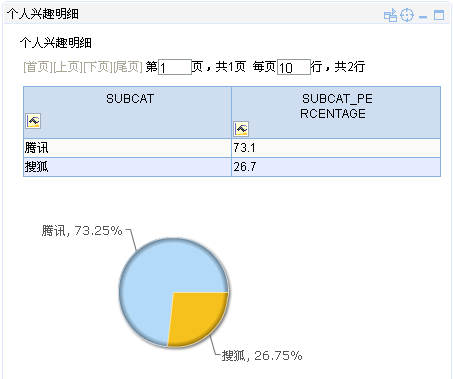 个人兴趣明细
个人兴趣明细
[首页][上页][下页][尾页] 第1页，共1页 每页10行，共2行
SUBCAT SUBCAT_PE
RCENTAGE
腾讯 73.1
搜狐 26.7
腾讯, 73.25%
搜狐, 26.75%